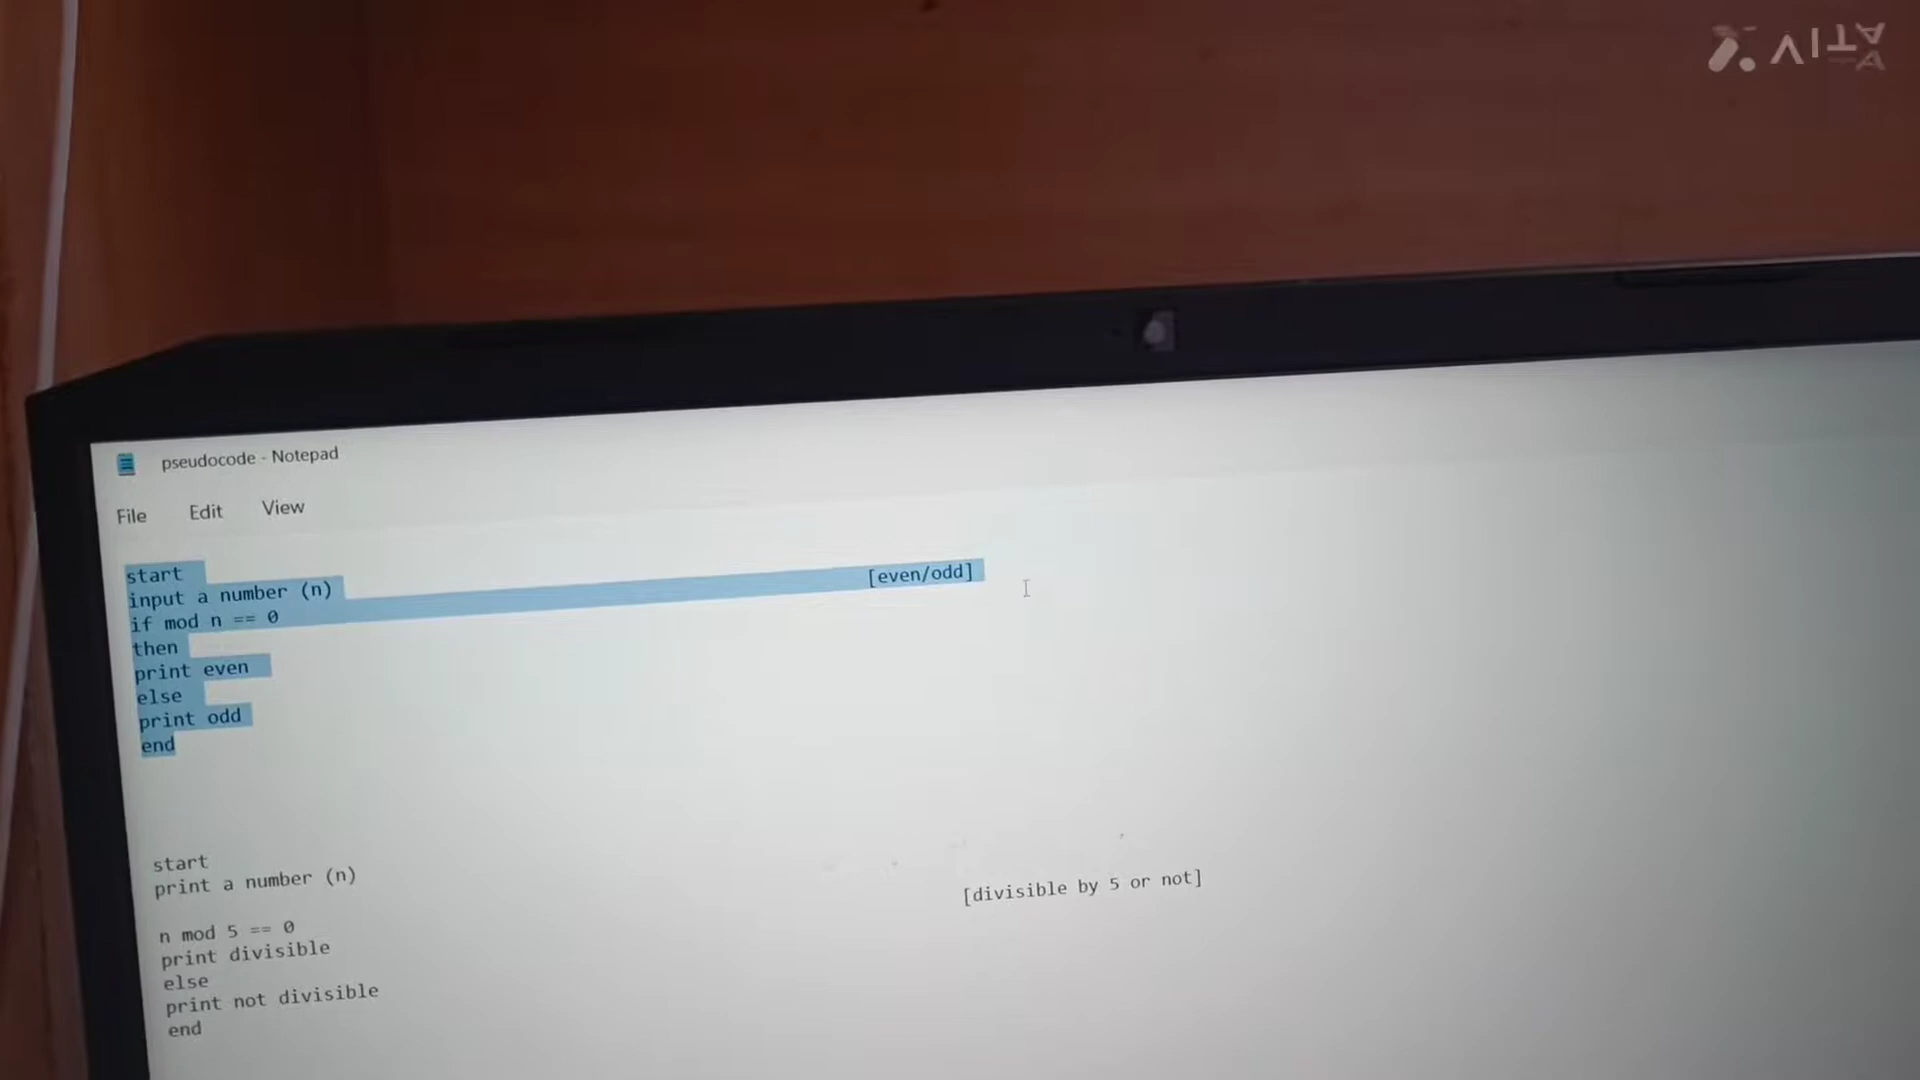 VITA
pseudocode - Notepad
File Edit View
start
input a number (n)
if mod n == 0 [even/odd]
then
print even
else
print odd
end
start
print a number (n)
[divisible by 5 or not]
n mod 5 == 0
print divisible
else
print not divisible
end